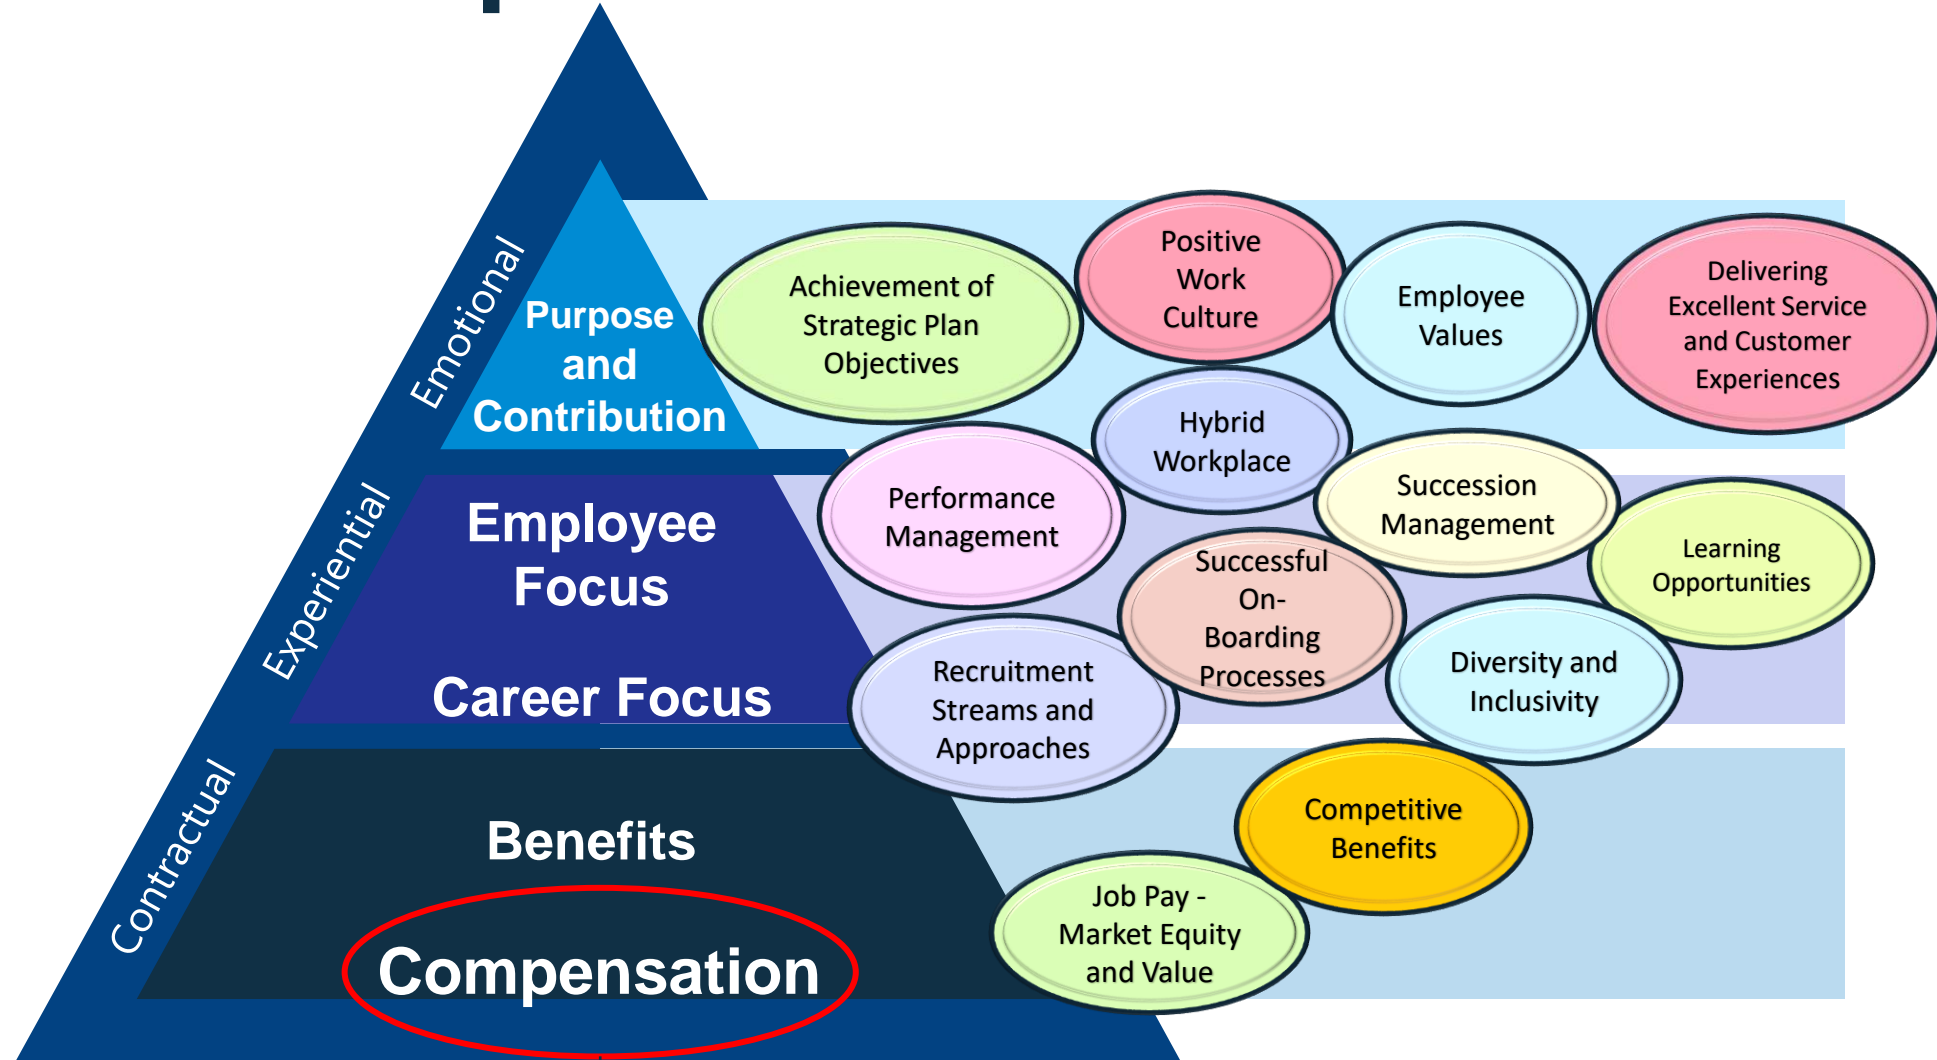 Emotional
Purpose
and
Contribution
Achievement of
Strategic Plan
Objectives
Positive
Work
Culture
Employee
Values
Delivering
Excellent Service
and Customer
Experiences
Hybrid
Workplace
Experiential
Employee
Focus
Career Focus
Performance
Management
Succession
Management
Learning
Opportunities
Successful
On-
Boarding
Processes
Recruitment
Streams and
Approaches
Diversity and
Inclusivity
Contractual
Benefits
Compensation
Competitive
Benefits
Job Pay -
Market Equity
and Value